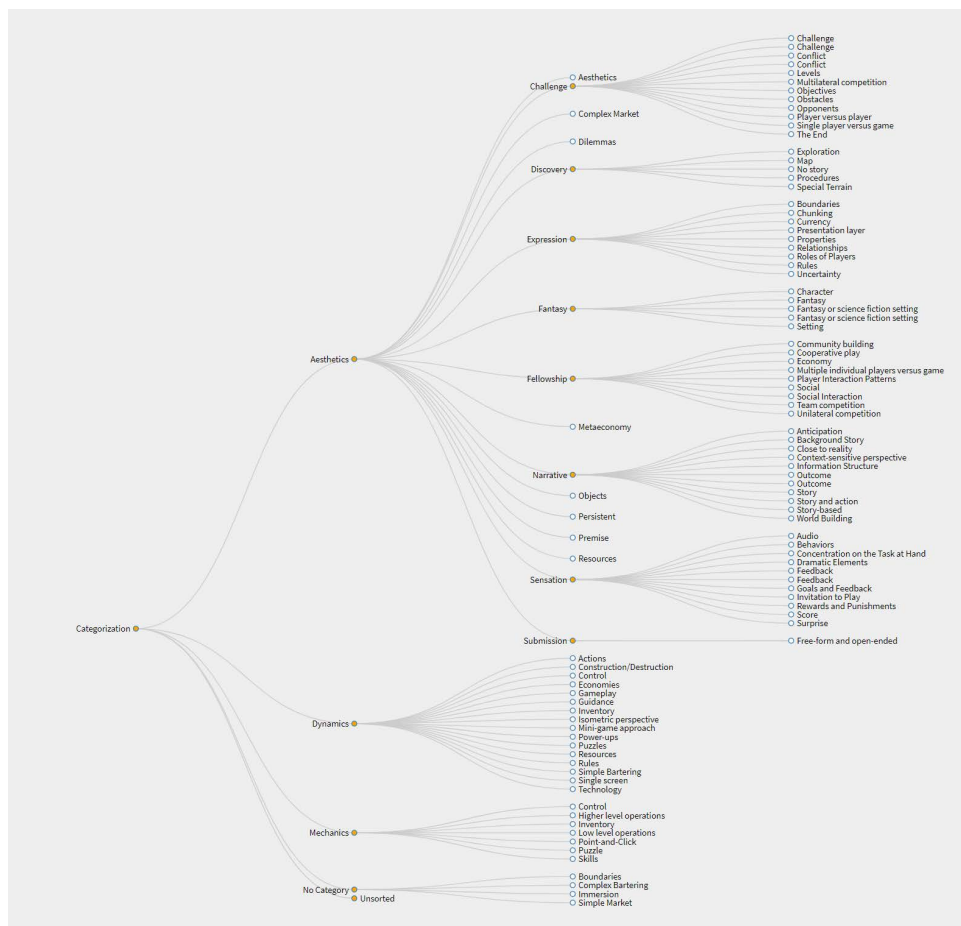 Categorization
Aesthetics
Aesthetics
Challenge
Challenge
Challenge
Conflict
Conflict
Levels
Multilateral competition
Objectives
Obstacles
Opponents
Player versus player
Single player versus game
The End
Complex Market
Dilemmas
Discovery
Exploration
Map
No story
Procedures
Special Terrain
Expression
Boundaries
Chunking
Currency
Presentation layer
Properties
Relationships
Roles of Players
Rules
Uncertainty
Fantasy
Character
Fantasy
Fantasy or science fiction setting
Fantasy or science fiction setting
Setting
Fellowship
Community building
Cooperative play
Economy
Multiple individual players versus game
Player Interaction Patterns
Social
Social Interaction
Team competition
Unilateral competition
Metaeconomy
Narrative
Anticipation
Background Story
Close to reality
Context-sensitive perspective
Information Structure
Outcome
Outcome
Story
Story and action
Story-based
World Building
Objects
Persistent
Premise
Resources
Sensation
Audio
Behaviors
Concentration on the Task at Hand
Dramatic Elements
Feedback
Feedback
Goals and Feedback
Invitation to Play
Rewards and Punishments
Score
Surprise
Submission
Free-form and open-ended
Dynamics
Actions
Construction/Destruction
Control
Economies
Gameplay
Guidance
Inventory
Isometric perspective
Mini-game approach
Power-ups
Puzzles
Resources
Rules
Simple Bartering
Single screen
Technology
Mechanics
Control
Higher level operations
Inventory
Low level operations
Point-and-Click
Puzzle
Skills
No Category
Boundaries
Complex Bartering
Immersion
Simple Market
Unsorted